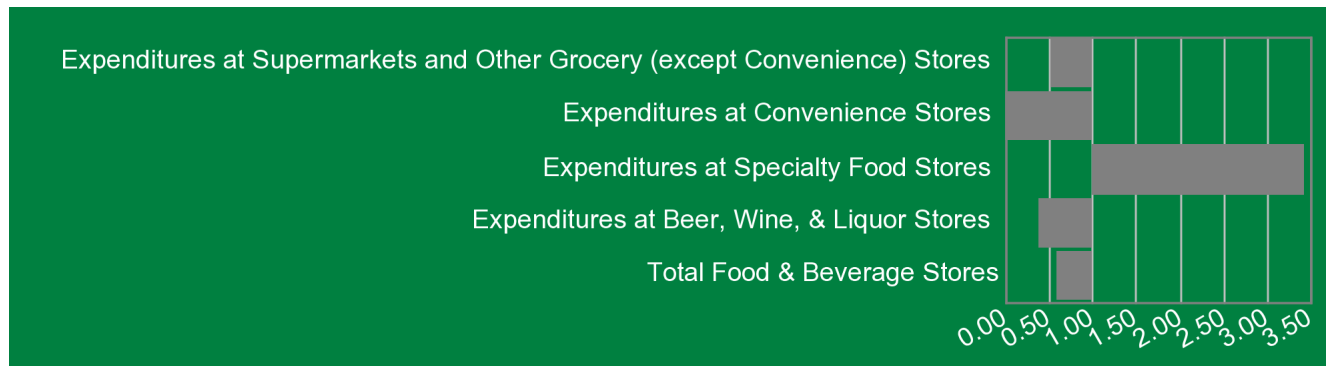 Expenditures at Supermarkets and Other Grocery (except Convenience) Stores
Expenditures at Convenience Stores
Expenditures at Specialty Food Stores
Expenditures at Beer, Wine, & Liquor Stores
Total Food & Beverage Stores
0.00 0.50 1.00 1.50 2.00 2.50 3.00 3.50